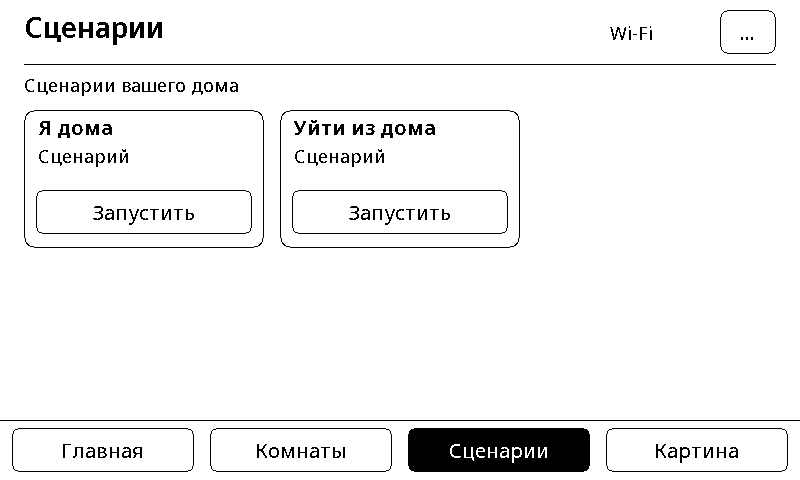 Сценарии
Wi-Fi
...
Сценарии вашего дома
Я дома
Сценарий
Запустить
Уйти из дома
Сценарий
Запустить
Главная
Комнаты
Сценарии
Картина